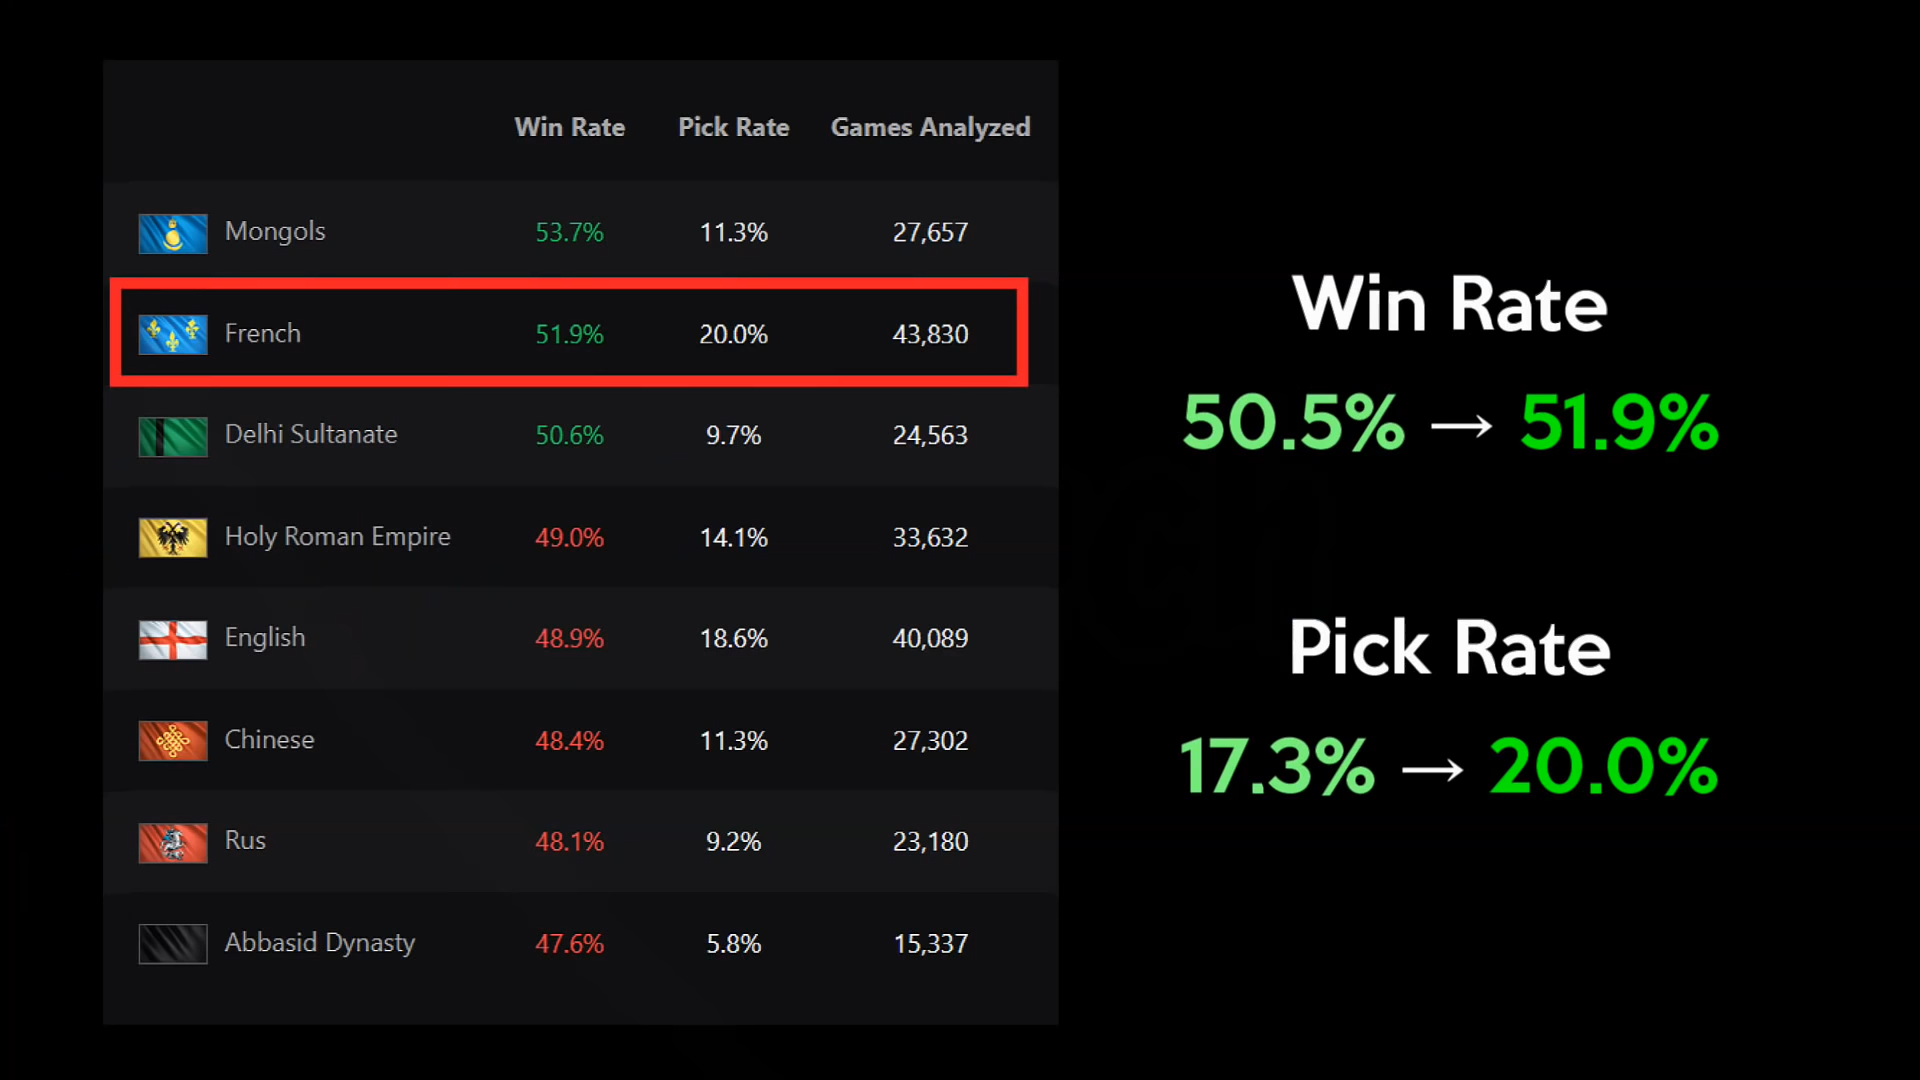 Win Rate Pick Rate Games Analyzed
Mongols 53.7% 11.3% 27,657
French 51.9% 20.0% 43,830
Delhi Sultanate 50.6% 9.7% 24,563
Holy Roman Empire 49.0% 14.1% 33,632
English 48.9% 18.6% 40,089
Chinese 48.4% 11.3% 27,302
Rus 48.1% 9.2% 23,180
Abbasid Dynasty 47.6% 5.8% 15,337
Win Rate
50.5% → 51.9%
Pick Rate
17.3% → 20.0%